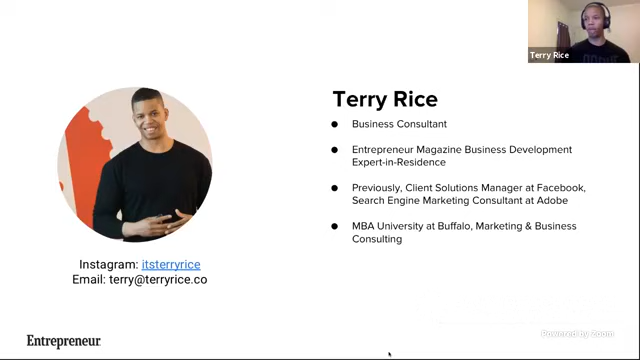 Terry Rice
Terry Rice
● Business Consultant
● Entrepreneur Magazine Business Development
Expert-in-Residence
● Previously, Client Solutions Manager at Facebook,
Search Engine Marketing Consultant at Adobe
● MBA University at Buffalo, Marketing & Business
Consulting
Instagram: itsterryrice
Email: terry@terryrice.co
Entrepreneur
Powered by Zoom